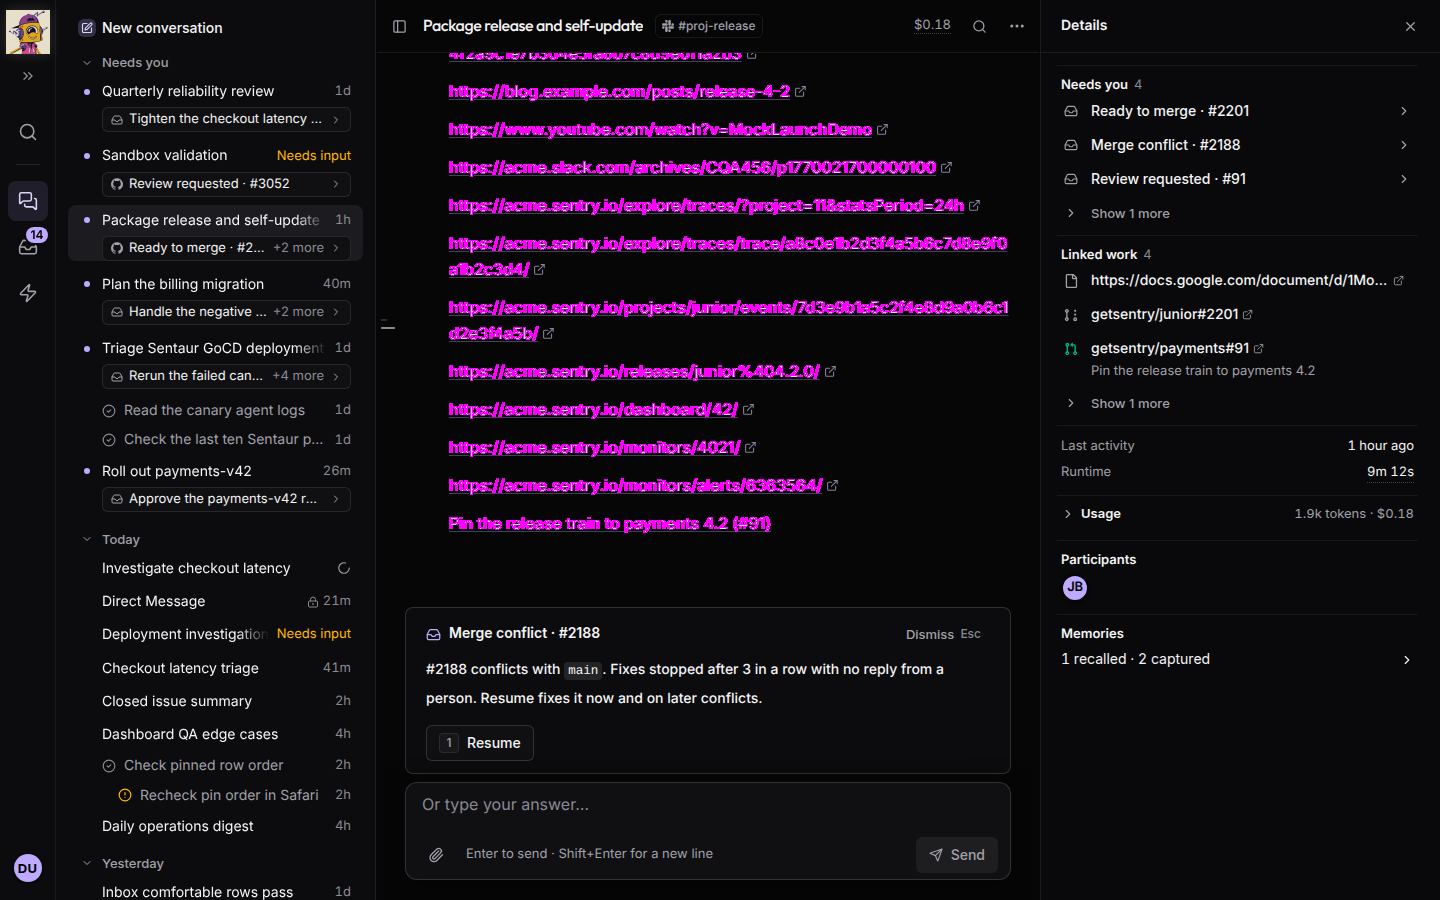 New conversation
Needs you
Quarterly reliability review 1d
Tighten the checkout latency ...
Sandbox validation Needs input
Review requested · #3052
Package release and self-update 1h
Ready to merge · #2... +2 more
Plan the billing migration 40m
Handle the negative ... +2 more
Triage Sentaur GoCD deployment 1d
Rerun the failed can... +4 more
Read the canary agent logs 1d
Check the last ten Sentaur p... 1d
Roll out payments-v42 26m
Approve the payments-v42 r...
Today
Investigate checkout latency
Direct Message 21m
Deployment investigation Needs input
Checkout latency triage 41m
Closed issue summary 2h
Dashboard QA edge cases 4h
Check pinned row order 2h
Recheck pin order in Safari 2h
Daily operations digest 4h
Yesterday
Inbox comfortable rows pass 1d
14
DU
Package release and self-update #proj-release $0.18
https://blog.example.com/posts/release-4-2
https://www.youtube.com/watch?v=MockLaunchDemo
https://acme.slack.com/archives/CQA456/p1770021700000100
https://acme.sentry.io/explore/traces/?project=11&statsPeriod=24h
https://acme.sentry.io/explore/traces/trace/a8c0e1b2d3f4a5b6c7d8e9f0
a1b2c3d4/
https://acme.sentry.io/projects/junior/events/7d3e9b1a5c2f4e8d9a0b6c1
d2e3f4a5b/
https://acme.sentry.io/releases/junior%404.2.0/
https://acme.sentry.io/dashboard/42/
https://acme.sentry.io/monitors/4021/
https://acme.sentry.io/monitors/alerts/6363564/
Pin the release train to payments 4.2 (#91)
Merge conflict · #2188 Dismiss Esc
#2188 conflicts with main. Fixes stopped after 3 in a row with no reply from a
person. Resume fixes it now and on later conflicts.
1 Resume
Or type your answer...
Enter to send · Shift+Enter for a new line Send
Details
Needs you 4
Ready to merge · #2201
Merge conflict · #2188
Review requested · #91
Show 1 more
Linked work 4
https://docs.google.com/document/d/1Mo...
getsentry/junior#2201
getsentry/payments#91
Pin the release train to payments 4.2
Show 1 more
Last activity 1 hour ago
Runtime 9m 12s
Usage 1.9k tokens · $0.18
Participants
JB
Memories
1 recalled · 2 captured